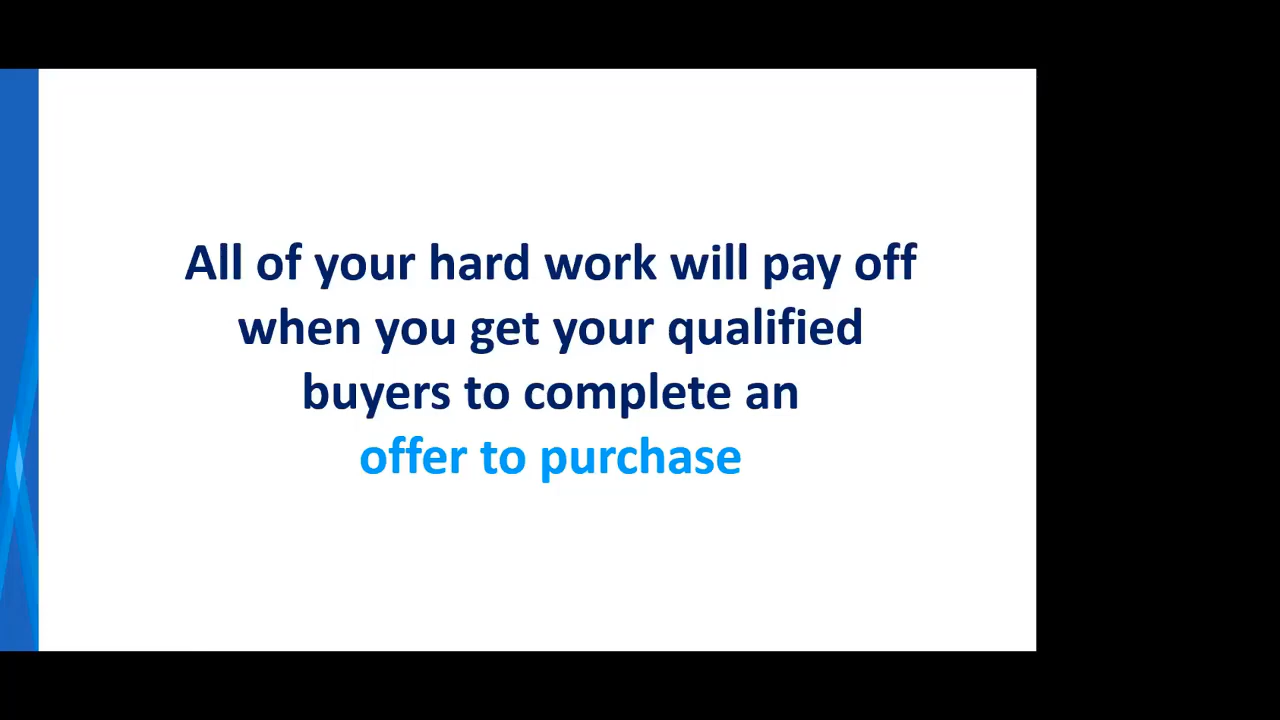 All of your hard work will pay off
when you get your qualified
buyers to complete an
offer to purchase